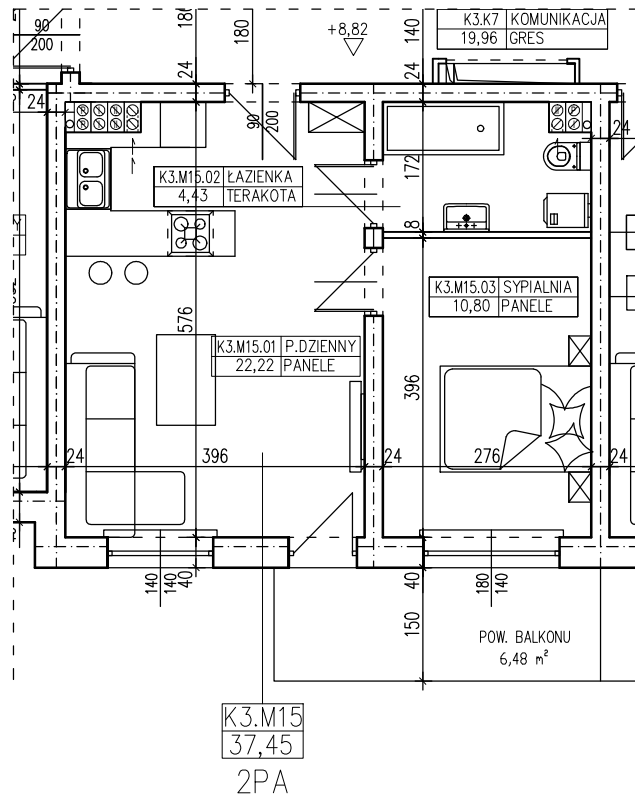 90
200
180
180
+8,82
140
K3.K7 KOMUNIKACJA
19,96 GRES
24
24
24
90
200
172
24
K3.M15.02 ŁAZIENKA
4,43 TERAKOTA
8
K3.M15.03 SYPIALNIA
10,80 PANELE
576
K3.M15.01 P.DZIENNY
22,22 PANELE
396
24
396
24
276
24
140
140
40
180
140
40
150
POW. BALKONU
6,48 m²
K3.M15
37,45
2PA